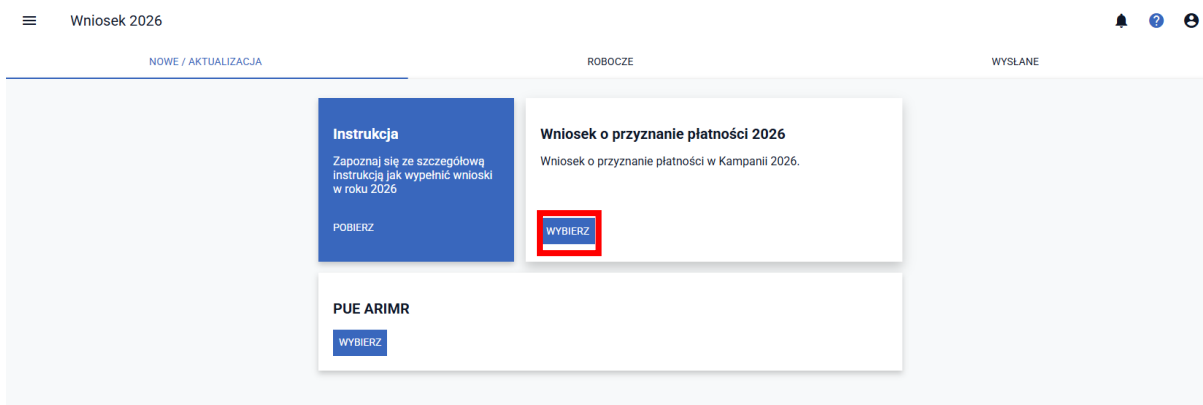 Wniosek 2026
NOWE / AKTUALIZACJA
ROBOCZE
WYSŁANE
Instrukcja
Zapoznaj się ze szczegółową
instrukcją jak wypełnić wnioski
w roku 2026
POBIERZ
Wniosek o przyznanie płatności 2026
Wniosek o przyznanie płatności w Kampanii 2026.
WYBIERZ
PUE ARIMR
WYBIERZ